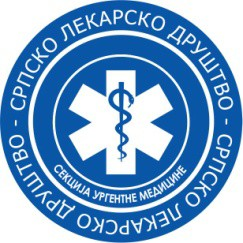 СРПСКО ЛЕКАРСКО ДРУШТВО - СРПСКО ЛЕКАРСКО ДРУШТВО -
СЕКЦИЈА УРГЕНТНЕ МЕДИЦИНЕ